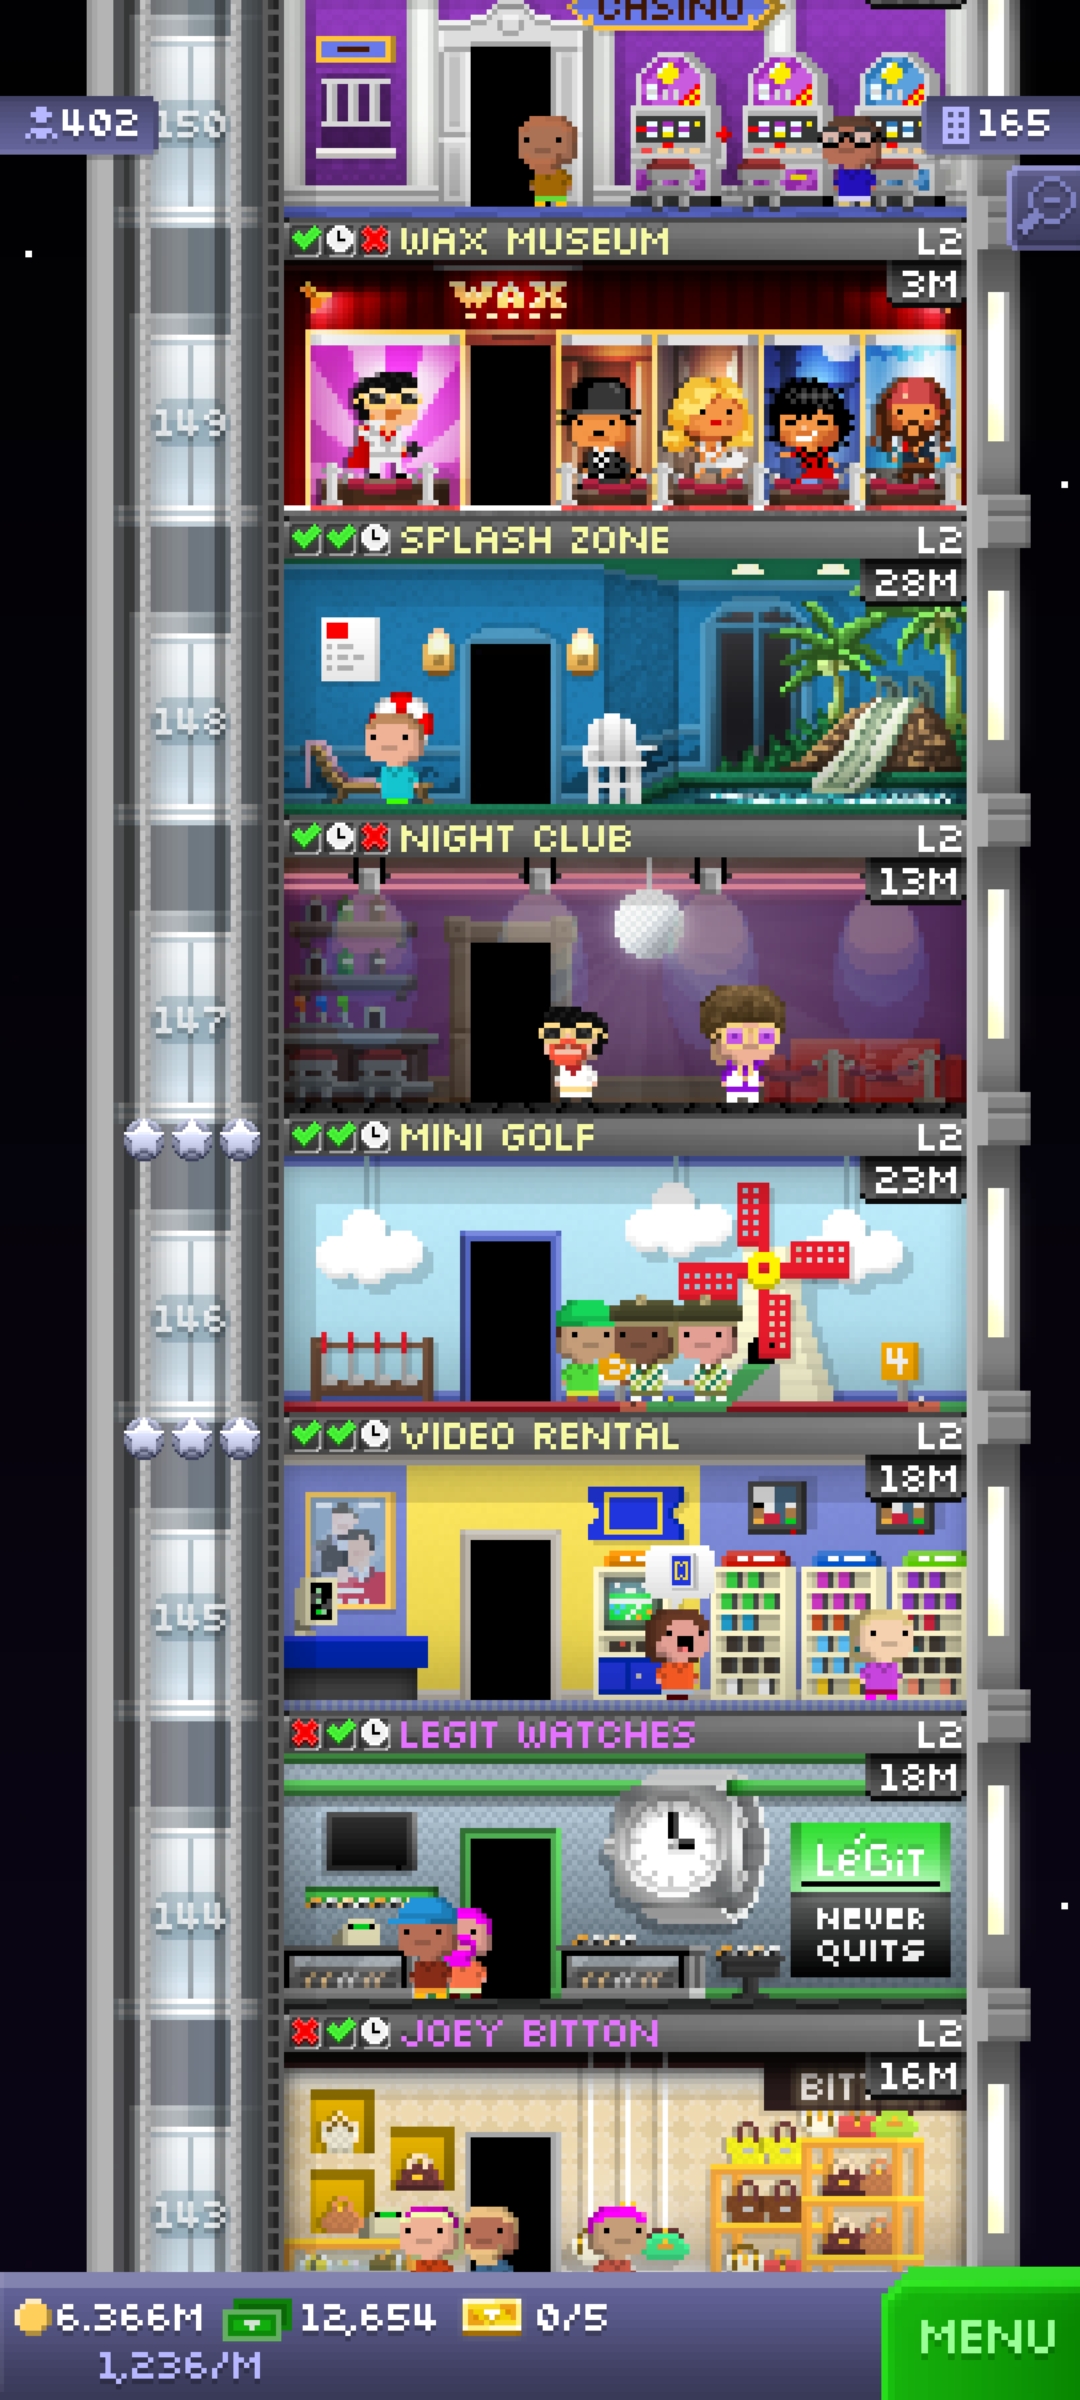 CASINO
402
150
165
WAX MUSEUM L2
3M
WAX
149
SPLASH ZONE L2
28M
148
NIGHT CLUB L2
13M
147
MINI GOLF L2
23M
146
4
VIDEO RENTAL L2
18M
145
LEGIT WATCHES L2
18M
LéGiT
NEVER
QUITS
144
JOEY BITTON L2
16M
BIT
143
6.366M 12,654 0/5
1,236/M
MENU